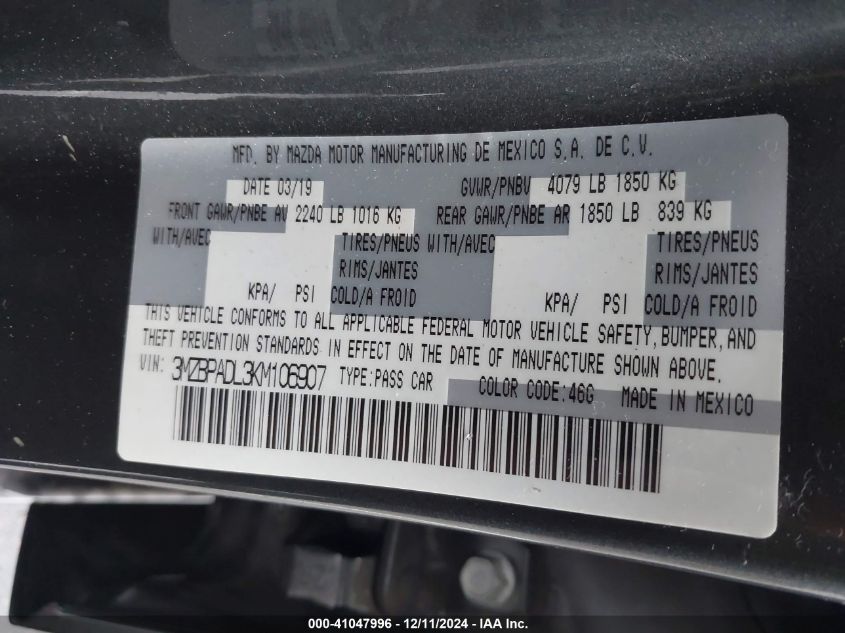 MFD. BY MAZDA MOTOR MANUFACTURING DE MEXICO S.A. DE C.V.
DATE 03/19 GVWR/PNBV 4079 LB 1850 KG
FRONT GAWR/PNBE AV 2240 LB 1016 KG REAR GAWR/PNBE AR 1850 LB 839 KG
WITH/AVEC TIRES/PNEUS WITH/AVEC TIRES/PNEUS
RIMS/JANTES RIMS/JANTES
KPA/ PSI COLD/A FROID KPA/ PSI COLD/A FROID
THIS VEHICLE CONFORMS TO ALL APPLICABLE FEDERAL MOTOR VEHICLE SAFETY, BUMPER, AND
THEFT PREVENTION STANDARDS IN EFFECT ON THE DATE OF MANUFACTURE SHOWN ABOVE.
VIN: 3MZBPADL3KM106907 TYPE:PASS CAR COLOR CODE:46G MADE IN MEXICO
000-41047996 - 12/11/2024 - IAA Inc.